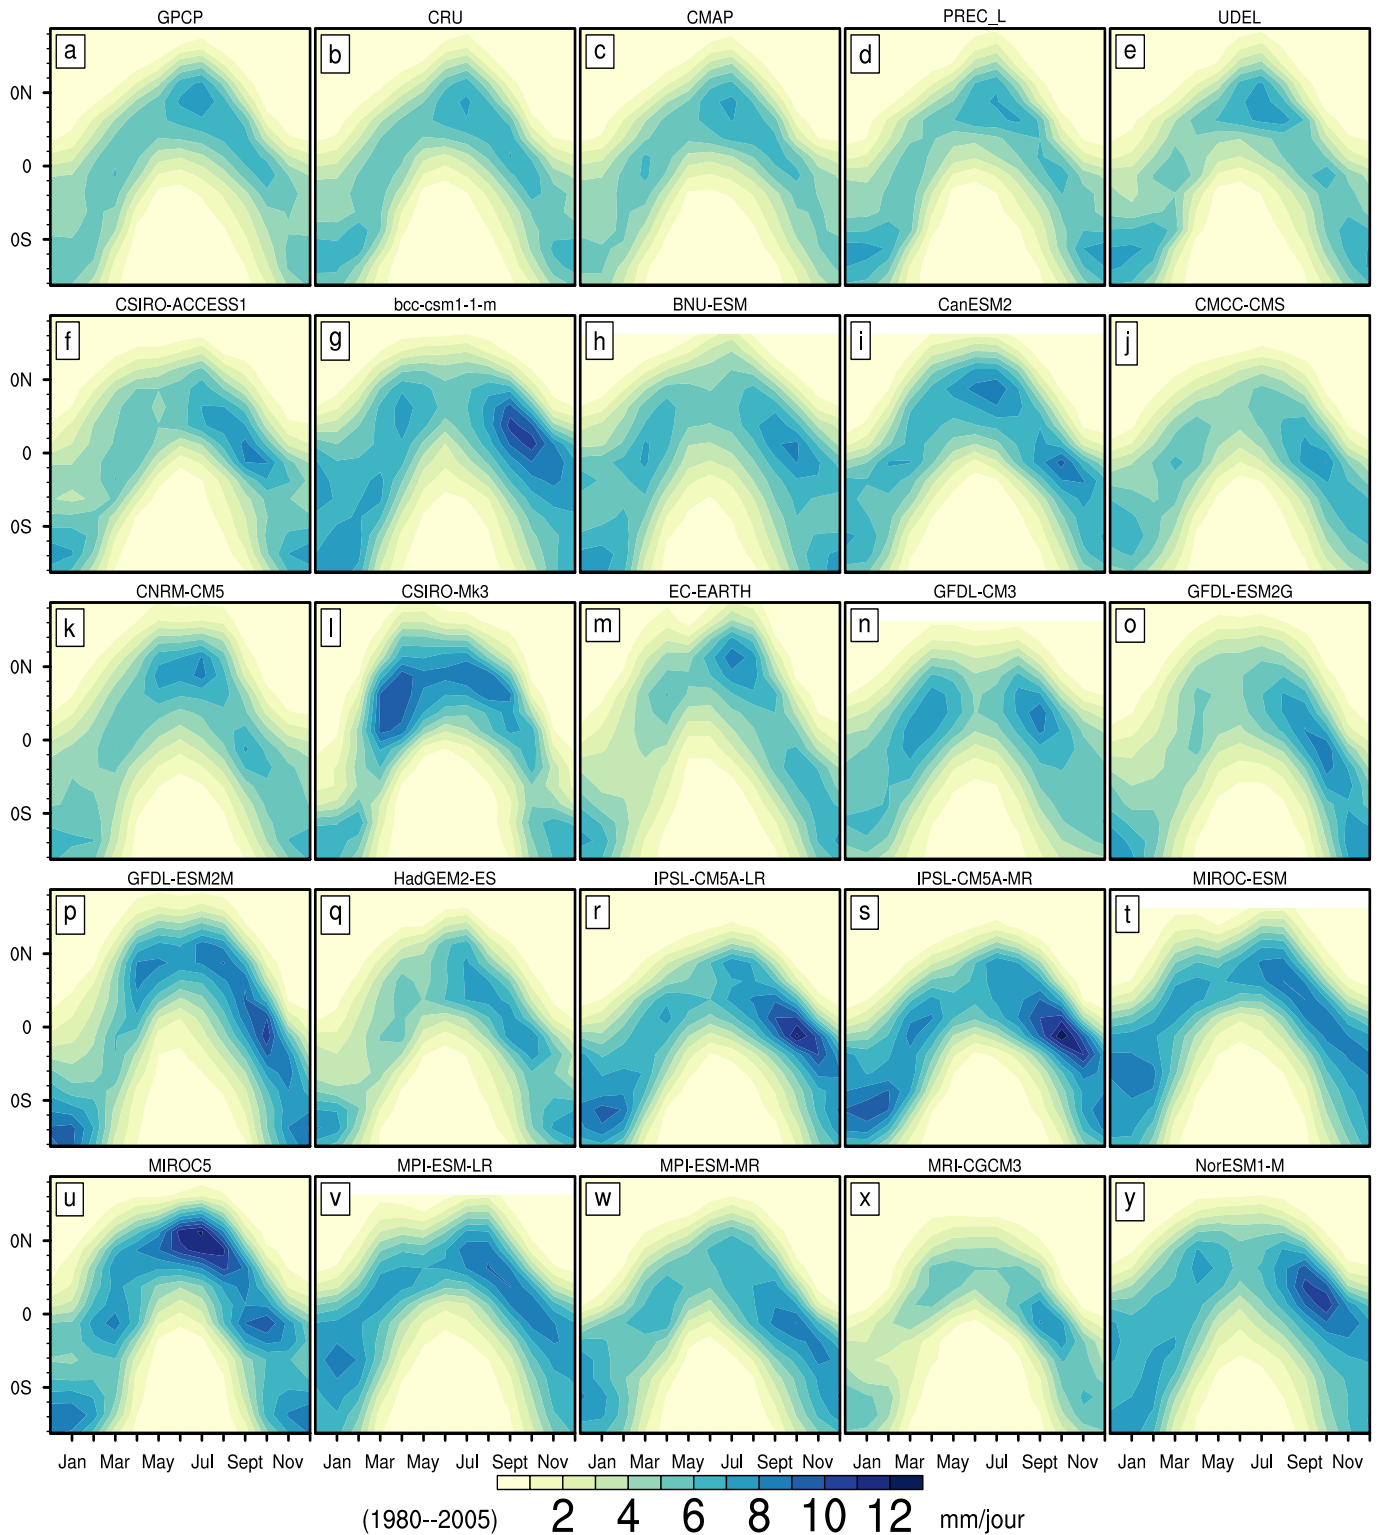 GPCP CRU CMAP PREC_L UDEL
a b c d e
0N
0
0S
CSIRO-ACCESS1 bcc-csm1-1-m BNU-ESM CanESM2 CMCC-CMS
f g h i j
0N
0
0S
CNRM-CM5 CSIRO-Mk3 EC-EARTH GFDL-CM3 GFDL-ESM2G
k l m n o
0N
0
0S
GFDL-ESM2M HadGEM2-ES IPSL-CM5A-LR IPSL-CM5A-MR MIROC-ESM
p q r s t
0N
0
0S
MIROC5 MPI-ESM-LR MPI-ESM-MR MRI-CGCM3 NorESM1-M
u v w x y
0N
0
0S
Jan Mar May Jul Sept Nov Jan Mar May Jul Sept Nov Jan Mar May Jul Sept Nov Jan Mar May Jul Sept Nov Jan Mar May Jul Sept Nov
(1980--2005) 2 4 6 8 10 12 mm/jour